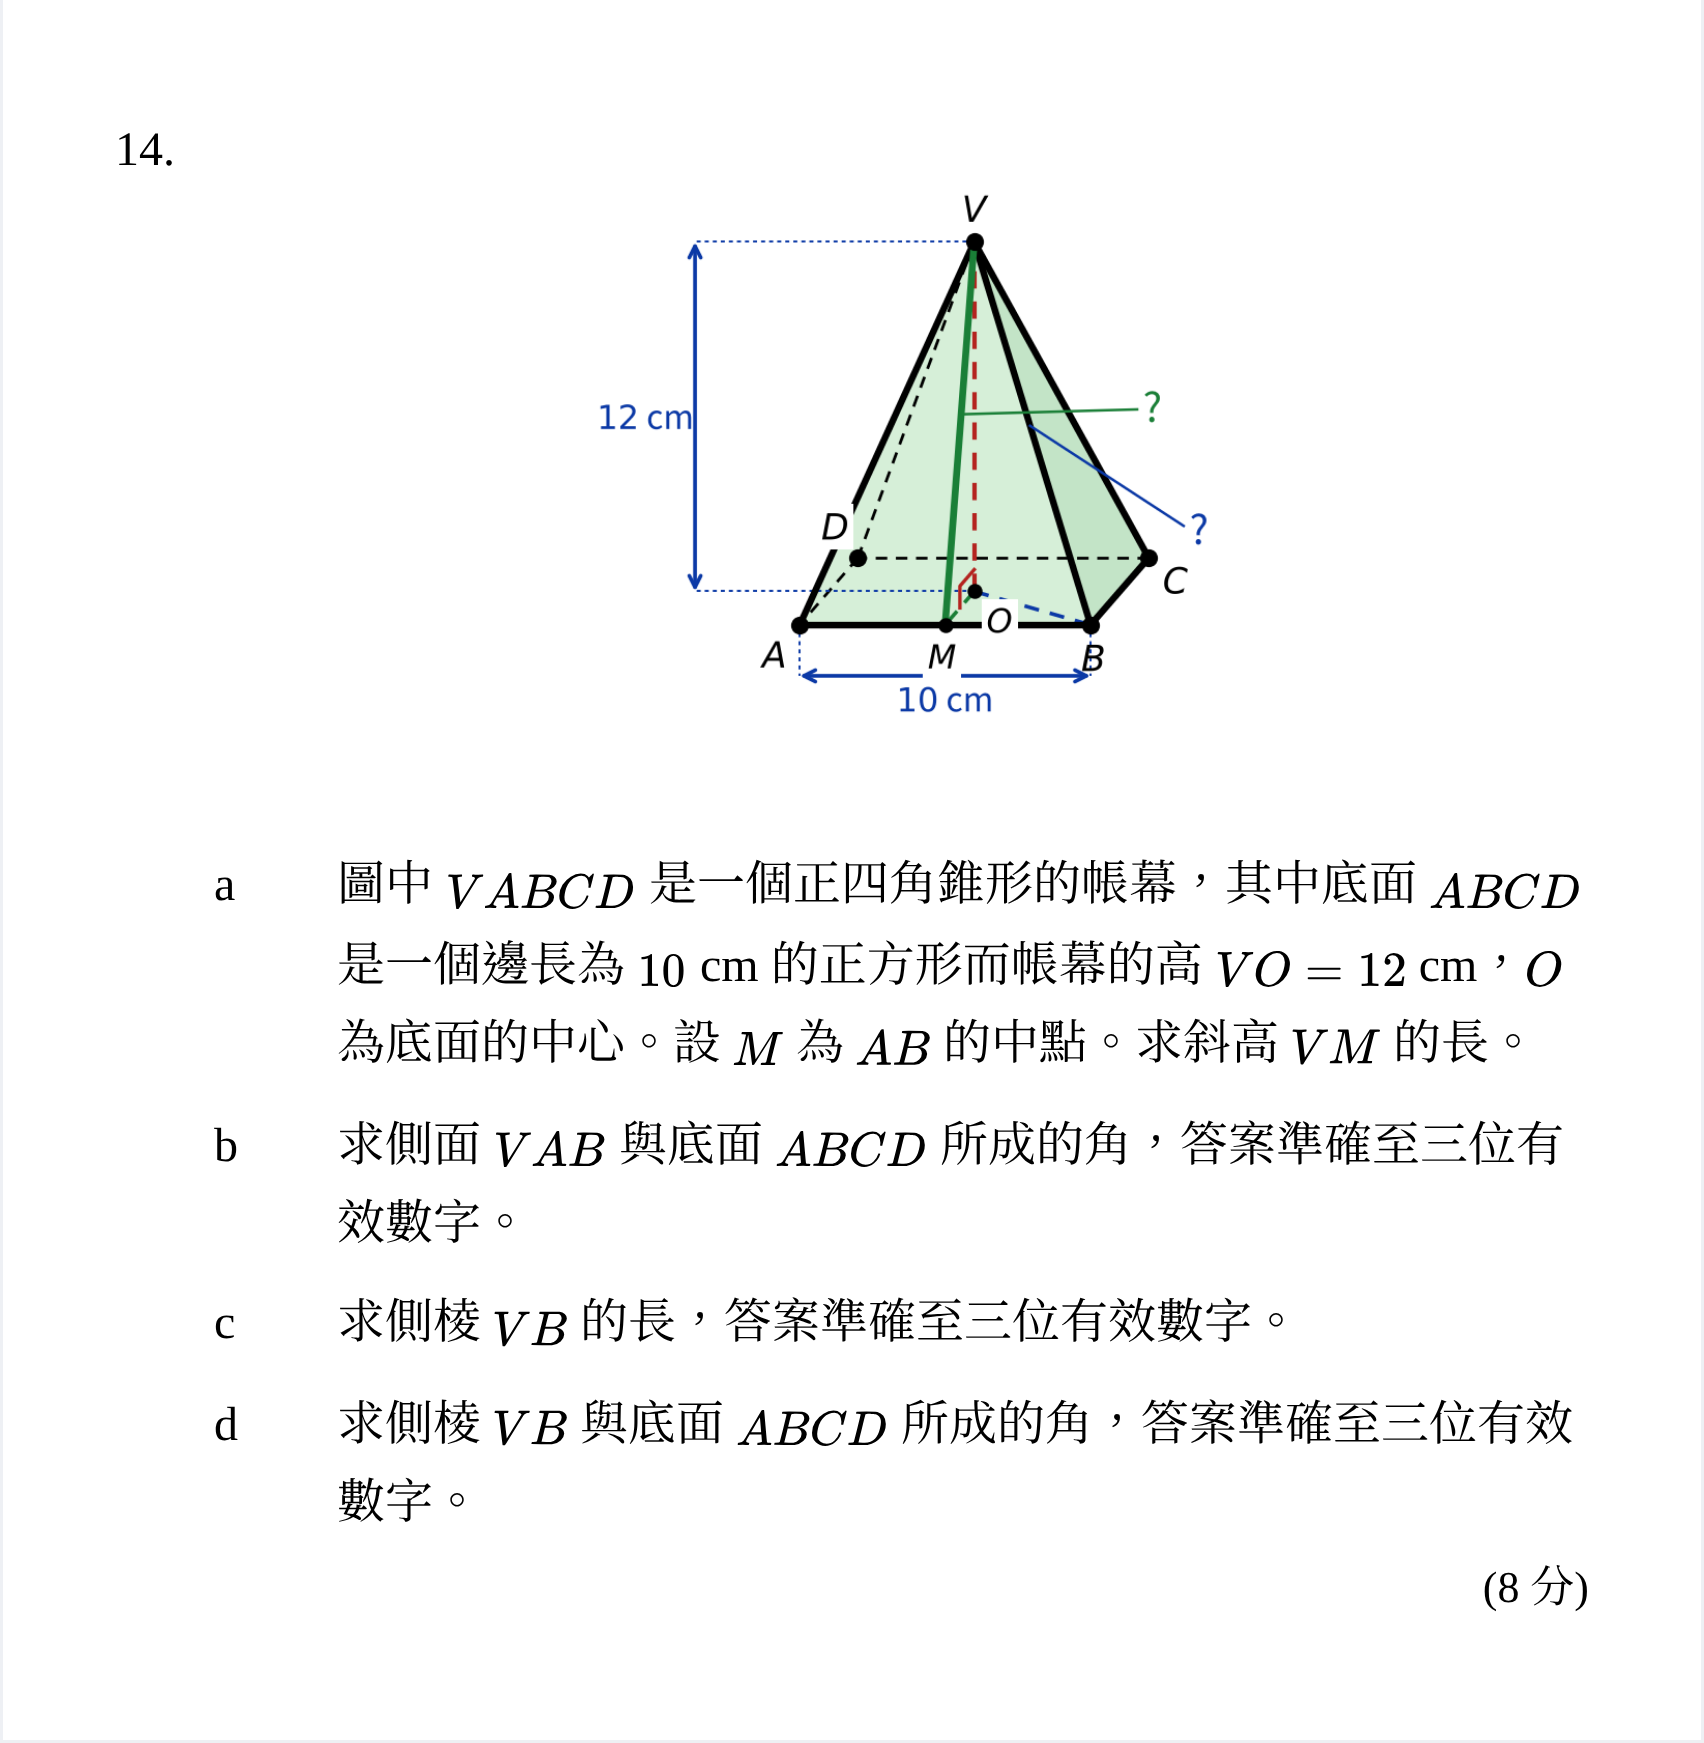 14.
V
12 cm
?
D
?
C
O
A
M
B
10 cm
a 圖中 VABCD 是一個正四角錐形的帳幕，其中底面 ABCD
是一個邊長為 10 cm 的正方形而帳幕的高 VO = 12 cm，O
為底面的中心。設 M 為 AB 的中點。求斜高 VM 的長。
b 求側面 VAB 與底面 ABCD 所成的角，答案準確至三位有
效數字。
c 求側棱 VB 的長，答案準確至三位有效數字。
d 求側棱 VB 與底面 ABCD 所成的角，答案準確至三位有效
數字。
(8 分)